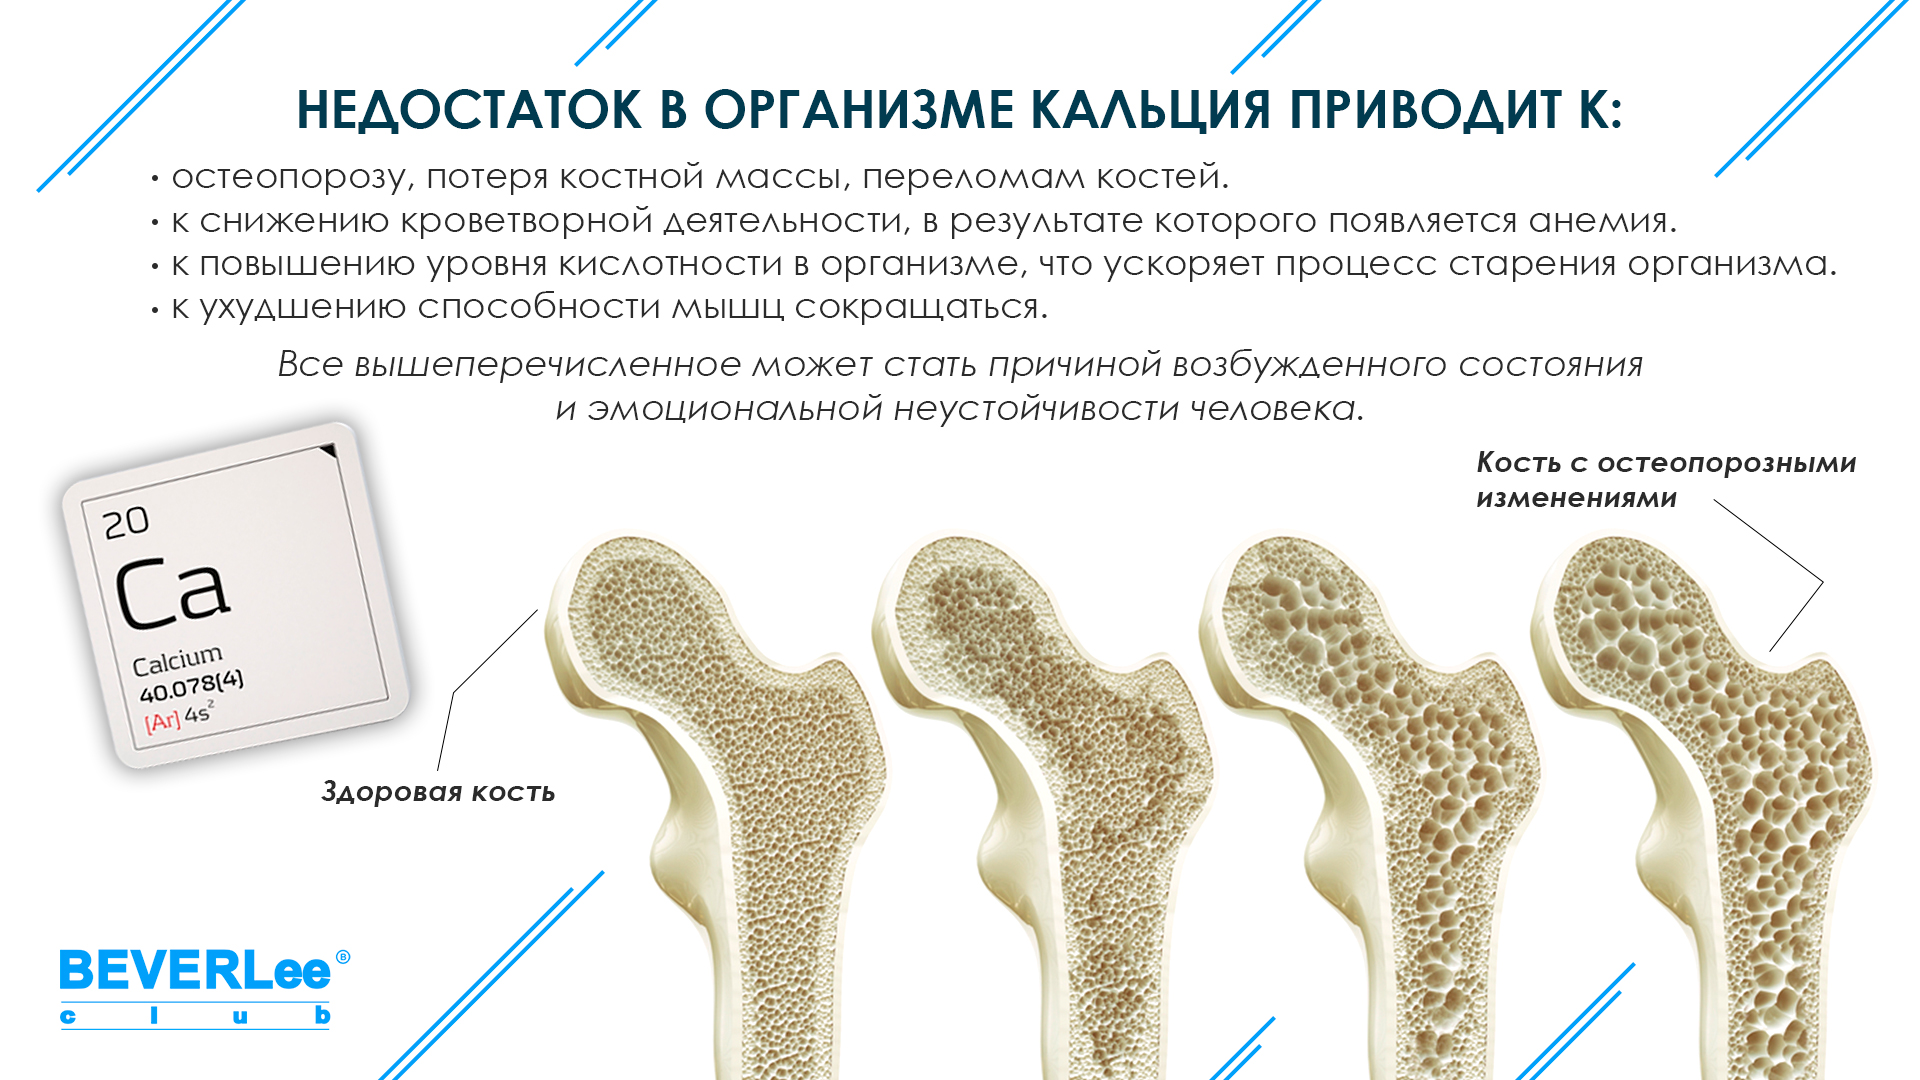 НЕДОСТАТОК В ОРГАНИЗМЕ КАЛЬЦИЯ ПРИВОДИТ К:
• остеопорозу, потеря костной массы, переломам костей.
• к снижению кроветворной деятельности, в результате которого появляется анемия.
• к повышению уровня кислотности в организме, что ускоряет процесс старения организма.
• к ухудшению способности мышц сокращаться.
Все вышеперечисленное может стать причиной возбужденного состояния
и эмоциональной неустойчивости человека.
Кость с остеопорозными
изменениями
20
Ca
Calcium
40.078(4)
[Ar] 4s²
Здоровая кость
BEVERLee ®
club